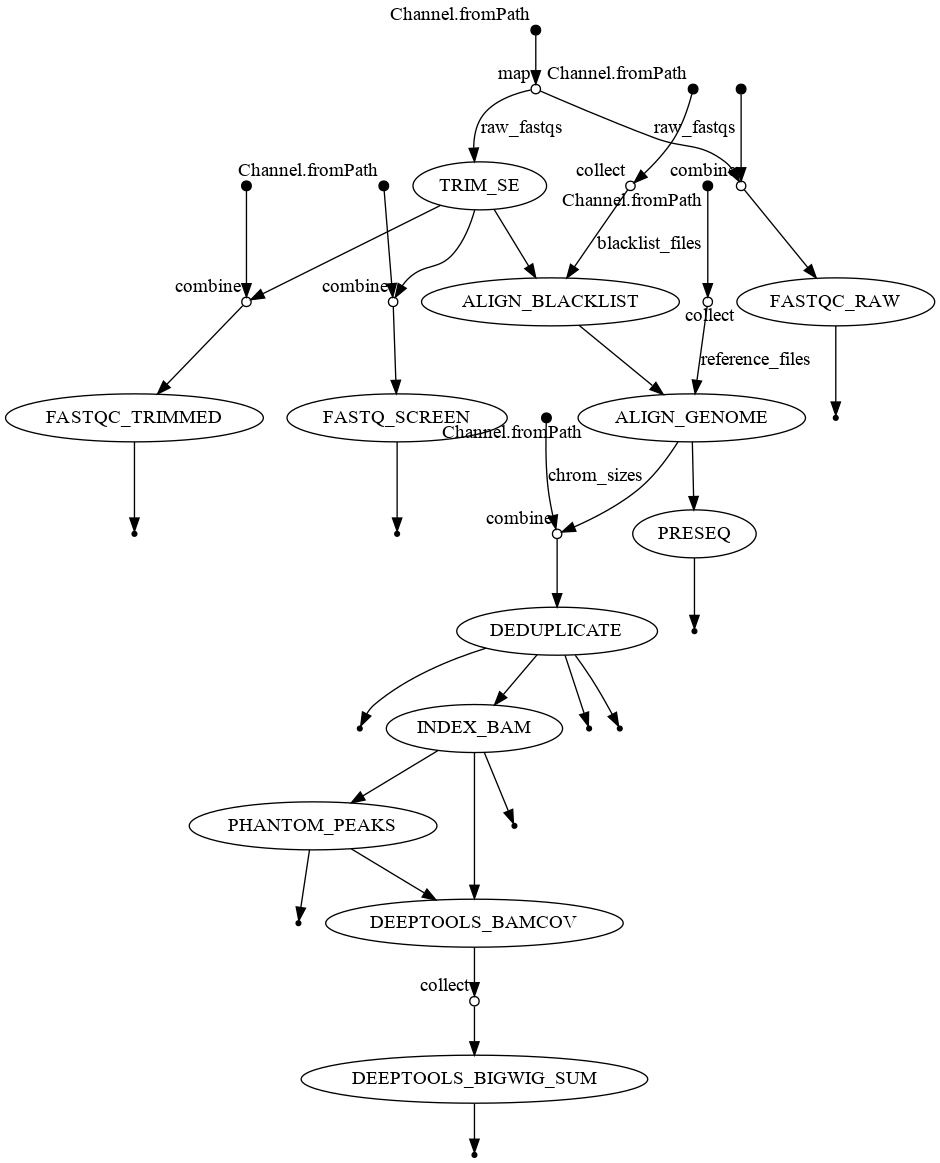 Channel.fromPath
map
Channel.fromPath
raw_fastqs
raw_fastqs
Channel.fromPath
TRIM_SE
collect
combine
Channel.fromPath
blacklist_files
combine
combine
ALIGN_BLACKLIST
collect
FASTQC_RAW
reference_files
FASTQC_TRIMMED
FASTQ_SCREEN
Channel.fromPath
ALIGN_GENOME
chrom_sizes
combine
PRESEQ
DEDUPLICATE
INDEX_BAM
PHANTOM_PEAKS
DEEPTOOLS_BAMCOV
collect
DEEPTOOLS_BIGWIG_SUM